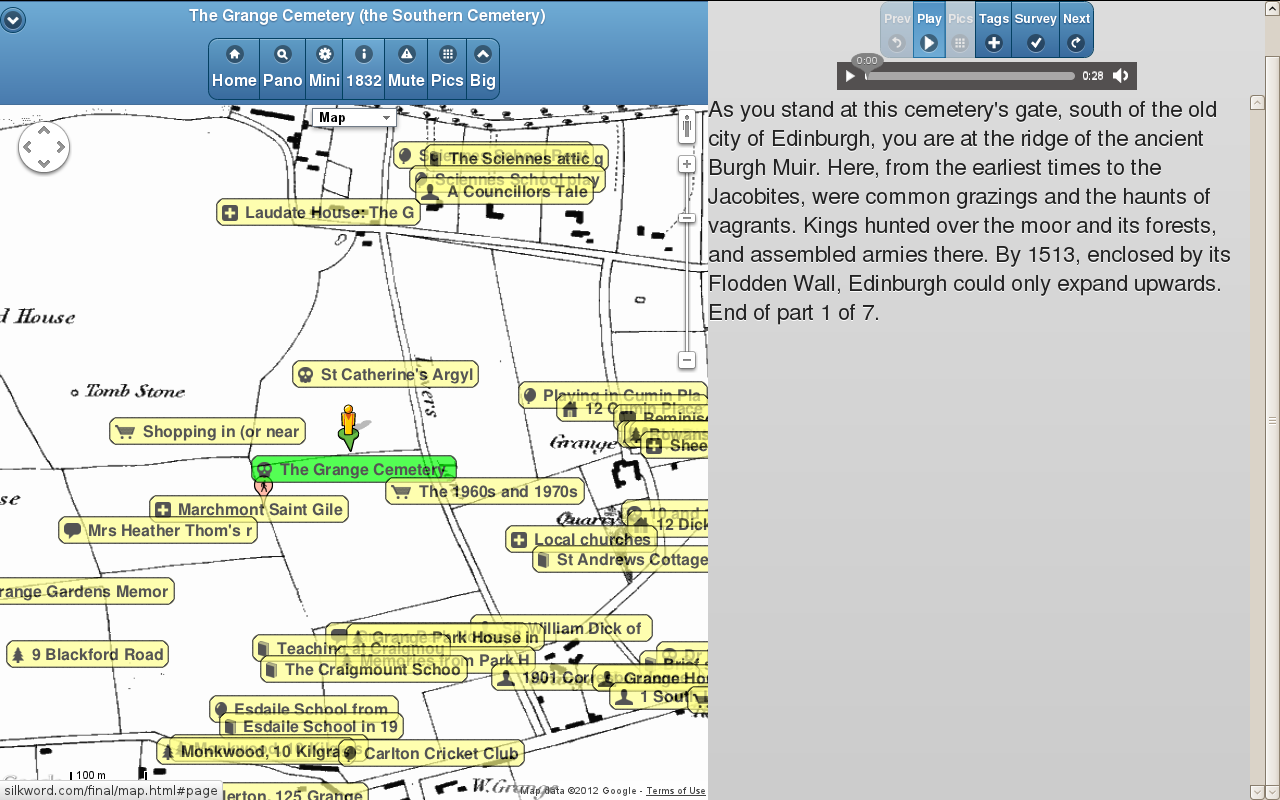 The Grange Cemetery (the Southern Cemetery)
Home Pano Mini 1832 Mute Pics Big
Prev Play Pics Tags Survey Next
0:00
0:28
As you stand at this cemetery's gate, south of the old
city of Edinburgh, you are at the ridge of the ancient
Burgh Muir. Here, from the earliest times to the
Jacobites, were common grazings and the haunts of
vagrants. Kings hunted over the moor and its forests,
and assembled armies there. By 1513, enclosed by its
Flodden Wall, Edinburgh could only expand upwards.
End of part 1 of 7.
Map
The Sciennes attic q
Sciennes School play
A Councillors Tale
Laudate House: The G
d House
St Catherine's Argyl
Tomb Stone
Playing in Cumin Pla
12 Cumin Place
Reminis
Shopping in (or near
Rowans
Grange
Shee
The Grange Cemetery
The 1960s and 1970s
se
Marchmont Saint Gile
10 and
Quarry
12 Dick
Mrs Heather Thom's r
Local churches
St Andrews Cottage
range Gardens Memor
Sir William Dick of
Grange Park House in
Teaching at Craigmou
9 Blackford Road
Memories from Park H
Dr
Brief
The Craigmount Schoo
1901 Corr
Grange Hou
1 Sout
Esdaile School from
Esdaile School in 19
Monkwood, 10 Kilgra
Carlton Cricket Club
100 m
W. Grange
Map data ©2012 Google - Terms of Use
silkword.com/final/map.html#page
lerton, 125 Grange